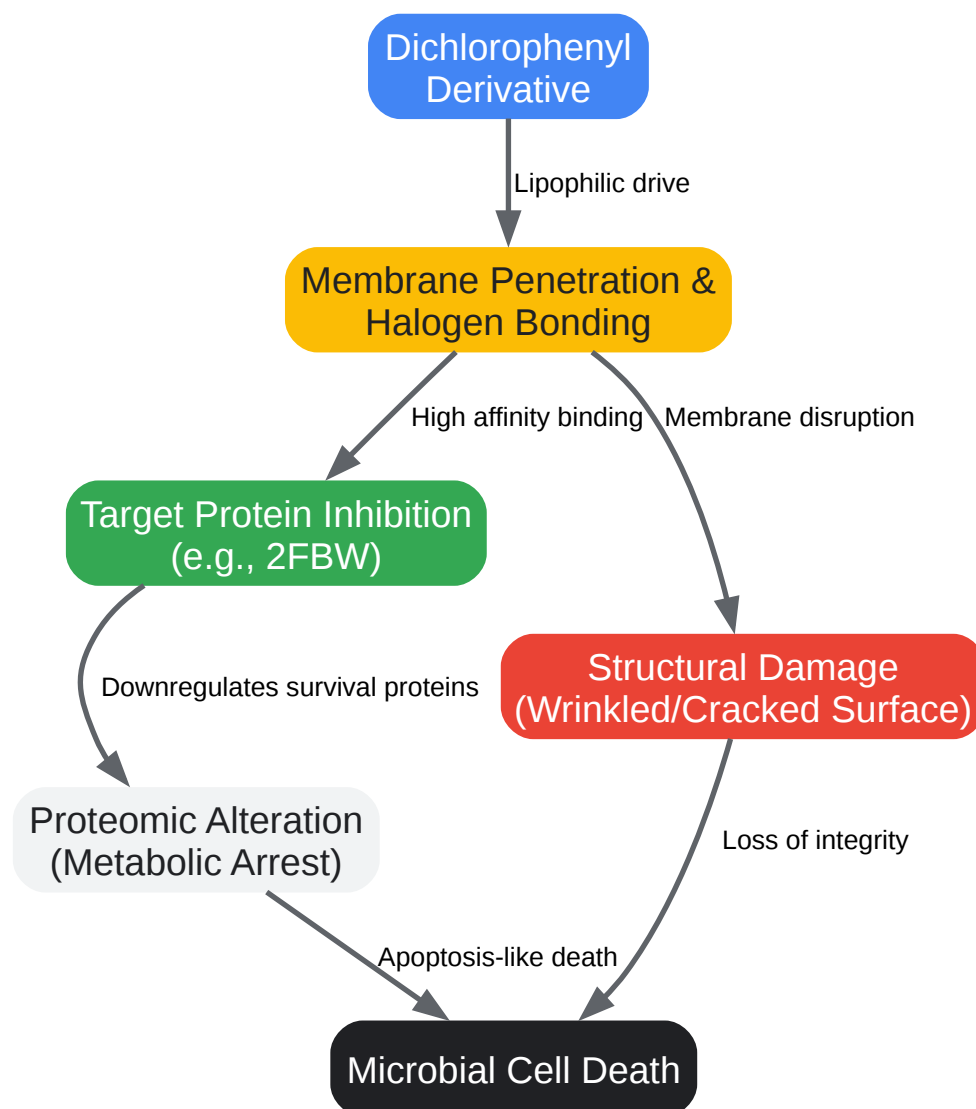 Dichlorophenyl
Derivative
Lipophilic drive
Membrane Penetration &
Halogen Bonding
High affinity binding
Membrane disruption
Target Protein Inhibition
(e.g., 2FBW)
Structural Damage
(Wrinkled/Cracked Surface)
Downregulates survival proteins
Proteomic Alteration
(Metabolic Arrest)
Loss of integrity
Apoptosis-like death
Microbial Cell Death